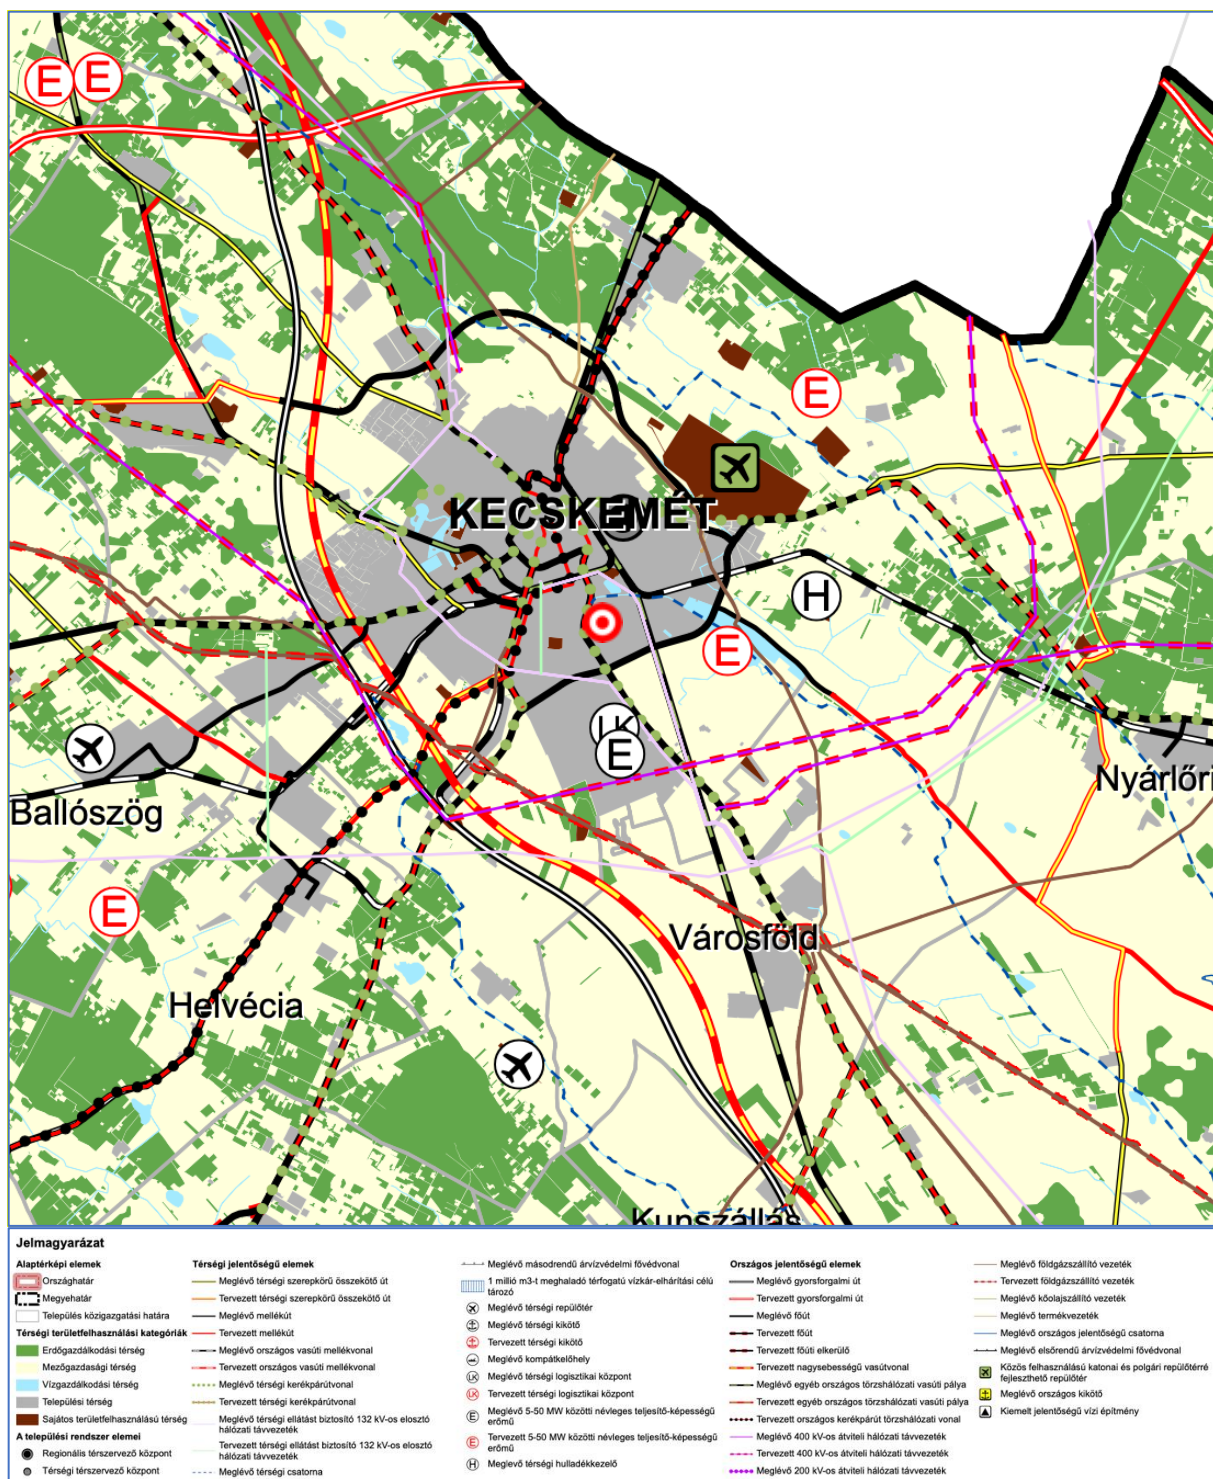 E
E
E
KECSKEMÉT
H
E
LK
E
Nyárlőri
Ballószög
E
Városföld
Helvécia
Kunszállás
Jelmagyarázat
Alaptérképi elemek
Országhatár
Megyehatár
Település közigazgatási határa
Térségi területfelhasználási kategóriák
Erdőgazdálkodási térség
Mezőgazdasági térség
Vízgazdálkodási térség
Települési térség
Sajátos területfelhasználású térség
A települési rendszer elemei
Regionális térszervező központ
Térségi térszervező központ
Térségi jelentőségű elemek
Meglévő térségi szerepkörű összekötő út
Tervezett térségi szerepkörű összekötő út
Meglévő mellékút
Tervezett mellékút
Meglévő országos vasúti mellékvonal
Tervezett országos vasúti mellékvonal
Meglévő térségi kerékpárútvonal
Tervezett térségi kerékpárútvonal
Meglévő térségi ellátást biztosító 132 kV-os elosztó
hálózati távvezeték
Tervezett térségi ellátást biztosító 132 kV-os elosztó
hálózati távvezeték
Meglévő térségi csatorna
Meglévő másodrendű árvízvédelmi fővédvonal
1 millió m3-t meghaladó térfogatú vízkár-elhárítási célú
tározó
Meglévő térségi repülőtér
Meglévő térségi kikötő
Tervezett térségi kikötő
Meglévő kompátkelőhely
LK Meglévő térségi logisztikai központ
LK Tervezett térségi logisztikai központ
E Meglévő 5-50 MW közötti névleges teljesítő-képességű
erőmű
E Tervezett 5-50 MW közötti névleges teljesítő-képességű
erőmű
H Meglévő térségi hulladékkezelő
Országos jelentőségű elemek
Meglévő gyorsforgalmi út
Tervezett gyorsforgalmi út
Meglévő főút
Tervezett főút
Tervezett főúti elkerülő
Tervezett nagysebességű vasútvonal
Meglévő egyéb országos törzshálózati vasúti pálya
Tervezett egyéb országos törzshálózati vasúti pálya
Tervezett országos kerékpárút törzshálózati vonal
Meglévő 400 kV-os átviteli hálózati távvezeték
Tervezett 400 kV-os átviteli hálózati távvezeték
Meglévő 200 kV-os átviteli hálózati távvezeték
Meglévő földgázszállító vezeték
Tervezett földgázszállító vezeték
Meglévő kőolajszállító vezeték
Meglévő termékvezeték
Meglévő országos jelentőségű csatorna
Meglévő elsőrendű árvízvédelmi fővédvonal
Közös felhasználású katonai és polgári repülőtérré
fejleszthető repülőtér
Meglévő országos kikötő
Kiemelt jelentőségű vízi építmény